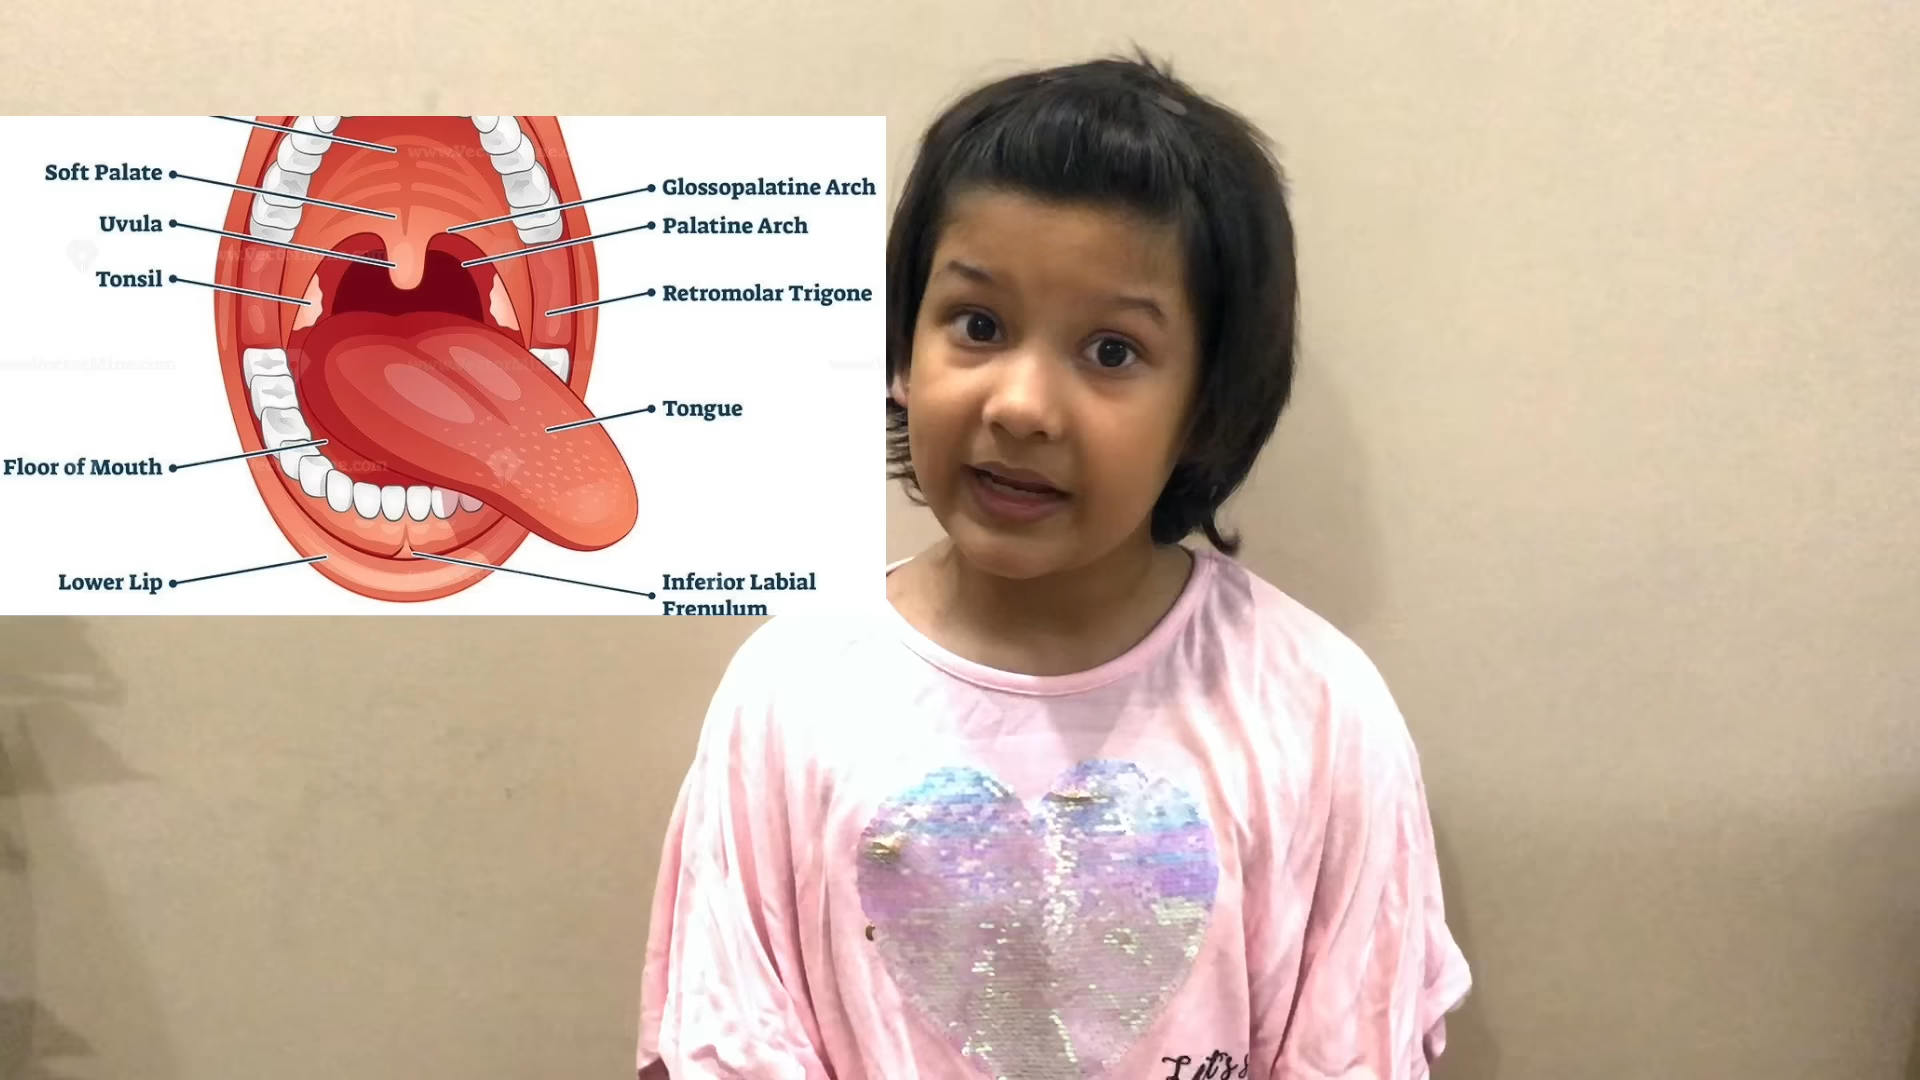 Soft Palate
Uvula
Tonsil
Floor of Mouth
Lower Lip
Glossopalatine Arch
Palatine Arch
Retromolar Trigone
Tongue
Inferior Labial
Frenulum
Let's